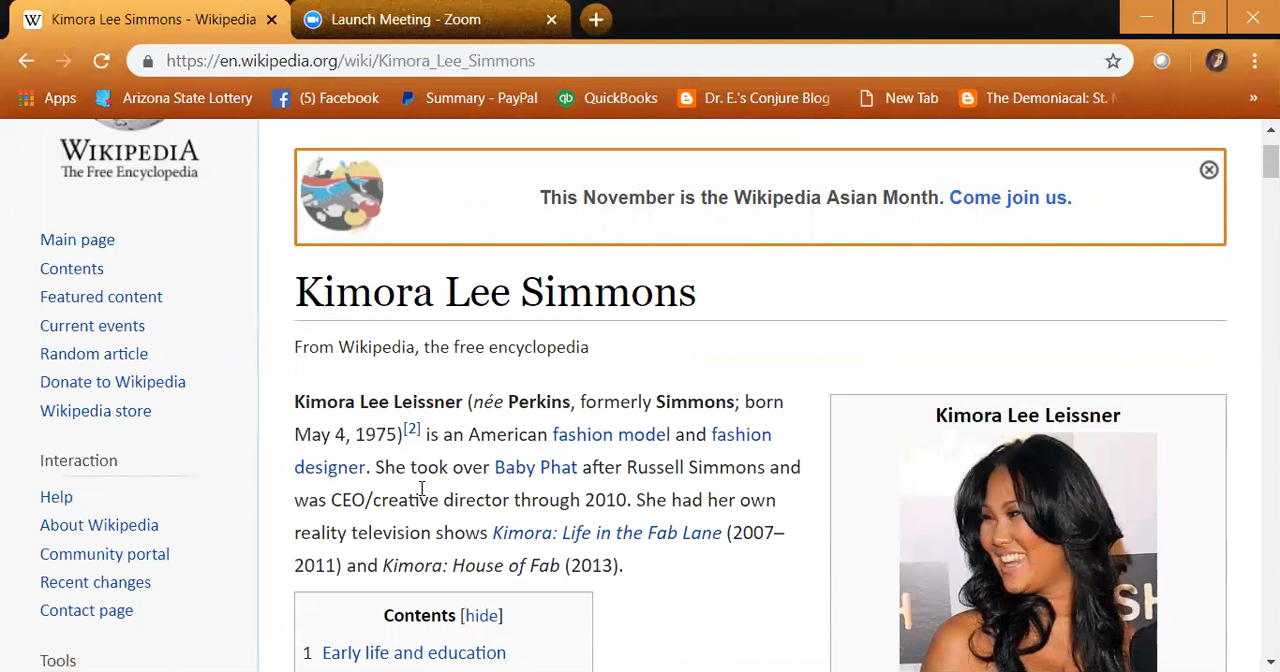 W Kimora Lee Simmons - Wikipedia
Launch Meeting - Zoom
https://en.wikipedia.org/wiki/Kimora_Lee_Simmons
Apps Arizona State Lottery (5) Facebook Summary - PayPal qb QuickBooks Dr. E.'s Conjure Blog New Tab The Demoniacal: St. »
WIKIPEDIA
The Free Encyclopedia
This November is the Wikipedia Asian Month. Come join us.
Main page
Contents
Featured content
Current events
Random article
Donate to Wikipedia
Wikipedia store
Interaction
Help
About Wikipedia
Community portal
Recent changes
Contact page
Tools
Kimora Lee Simmons
From Wikipedia, the free encyclopedia
Kimora Lee Leissner (née Perkins, formerly Simmons; born
May 4, 1975)[2] is an American fashion model and fashion
designer. She took over Baby Phat after Russell Simmons and
was CEO/creative director through 2010. She had her own
reality television shows Kimora: Life in the Fab Lane (2007–
2011) and Kimora: House of Fab (2013).
Contents [hide]
1 Early life and education
Kimora Lee Leissner